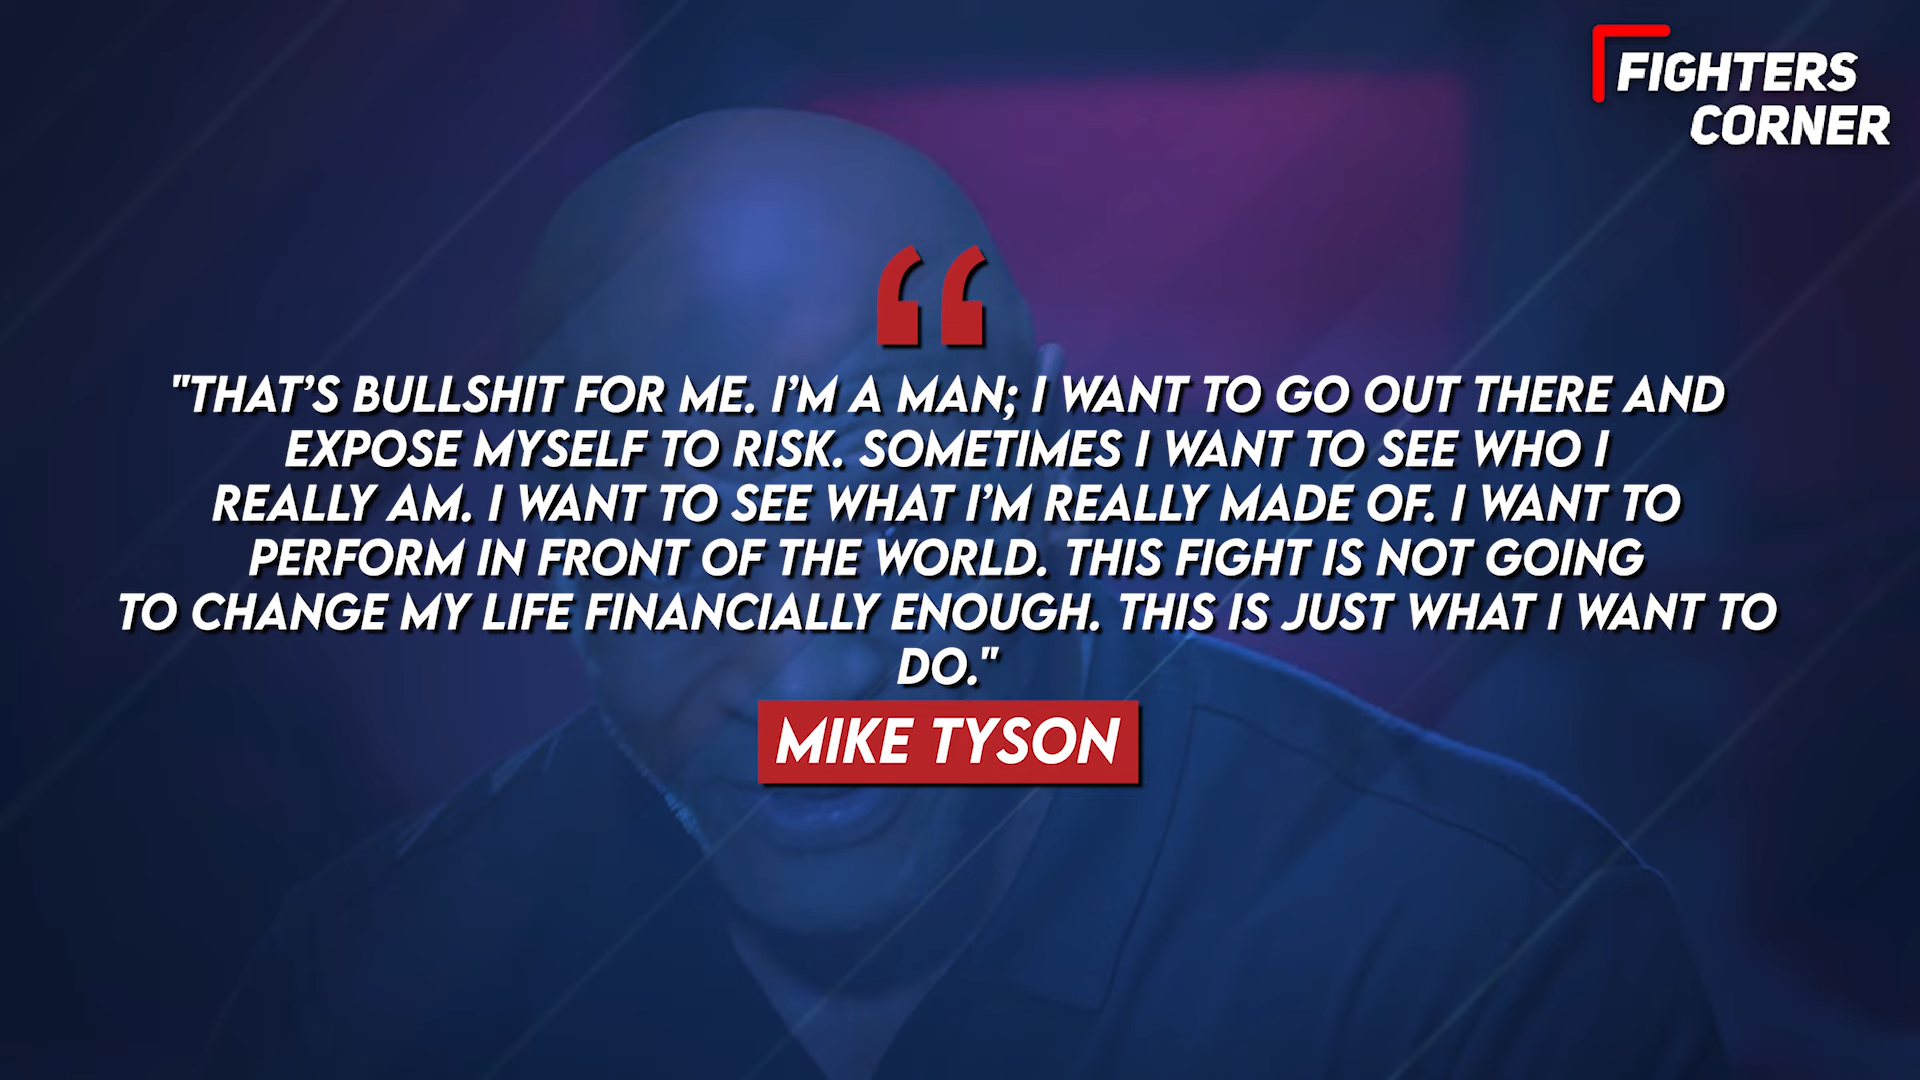 FIGHTERS
CORNER
“
"THAT’S BULLSHIT FOR ME. I’M A MAN; I WANT TO GO OUT THERE AND
EXPOSE MYSELF TO RISK. SOMETIMES I WANT TO SEE WHO I
REALLY AM. I WANT TO SEE WHAT I’M REALLY MADE OF. I WANT TO
PERFORM IN FRONT OF THE WORLD. THIS FIGHT IS NOT GOING
TO CHANGE MY LIFE FINANCIALLY ENOUGH. THIS IS JUST WHAT I WANT TO
DO."
MIKE TYSON